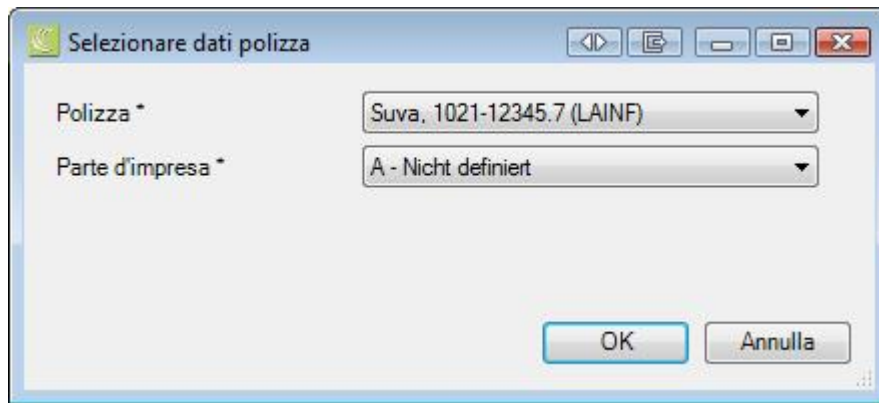 Selezionare dati polizza
Polizza * Suva, 1021-12345.7 (LAINF)
Parte d'impresa * A - Nicht definiert
OK Annulla